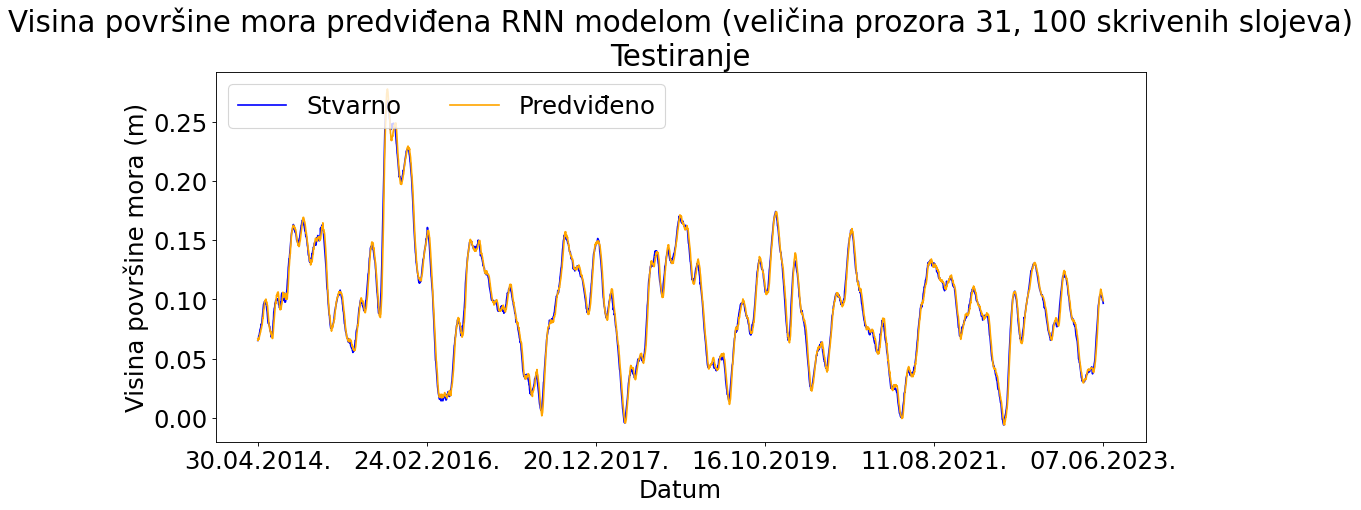 Visina površine mora predviđena RNN modelom (veličina prozora 31, 100 skrivenih slojeva)
Testiranje
Stvarno Predviđeno
Visina površine mora (m)
0.25
0.20
0.15
0.10
0.05
0.00
30.04.2014. 24.02.2016. 20.12.2017. 16.10.2019. 11.08.2021. 07.06.2023.
Datum